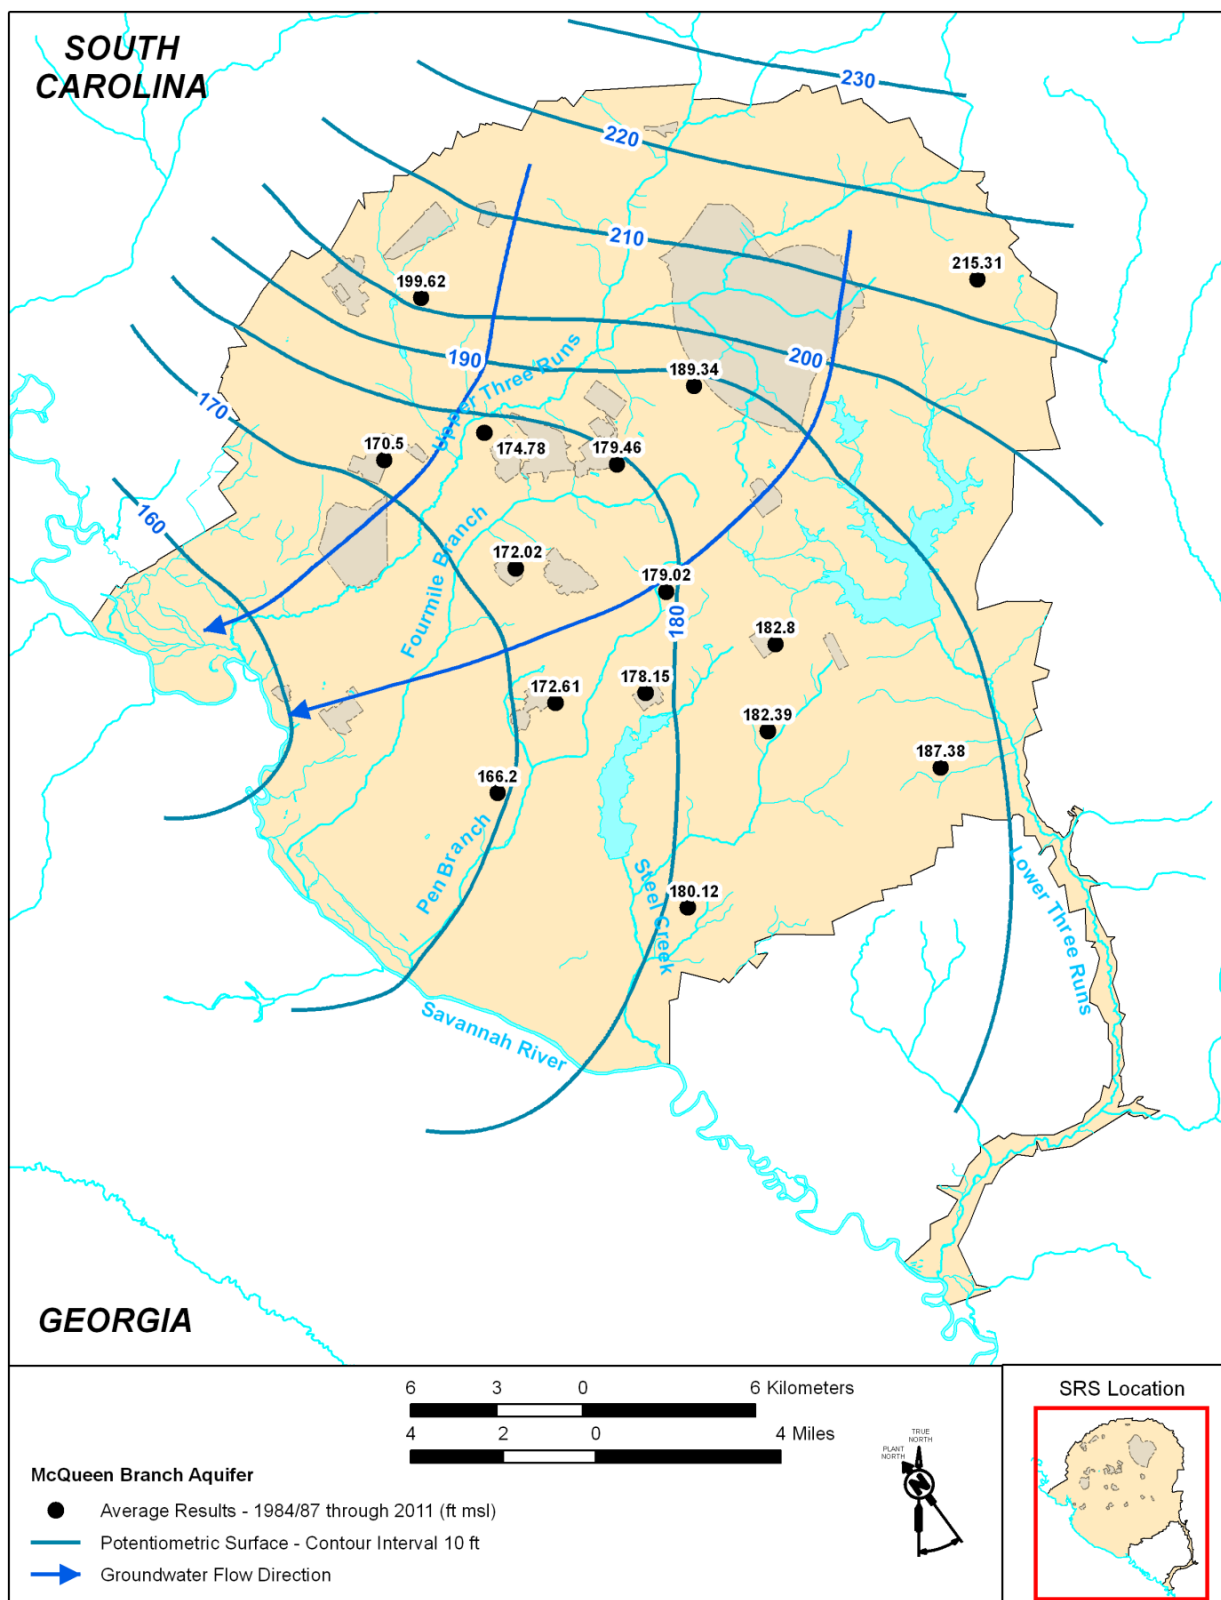 SOUTH
CAROLINA
230
220
210
215.31
199.62
200
190
189.34
Upper Three Runs
170
170.5
174.78
179.46
160
Fourmile Branch
172.02
179.02
180
182.8
178.15
172.61
182.39
187.38
166.2
Pen Branch
Steel Creek
180.12
Lower Three Runs
Savannah River
GEORGIA
6 3 0 6 Kilometers
4 2 0 4 Miles
TRUE
NORTH
PLANT
NORTH
N
SRS Location
McQueen Branch Aquifer
Average Results - 1984/87 through 2011 (ft msl)
Potentiometric Surface - Contour Interval 10 ft
Groundwater Flow Direction